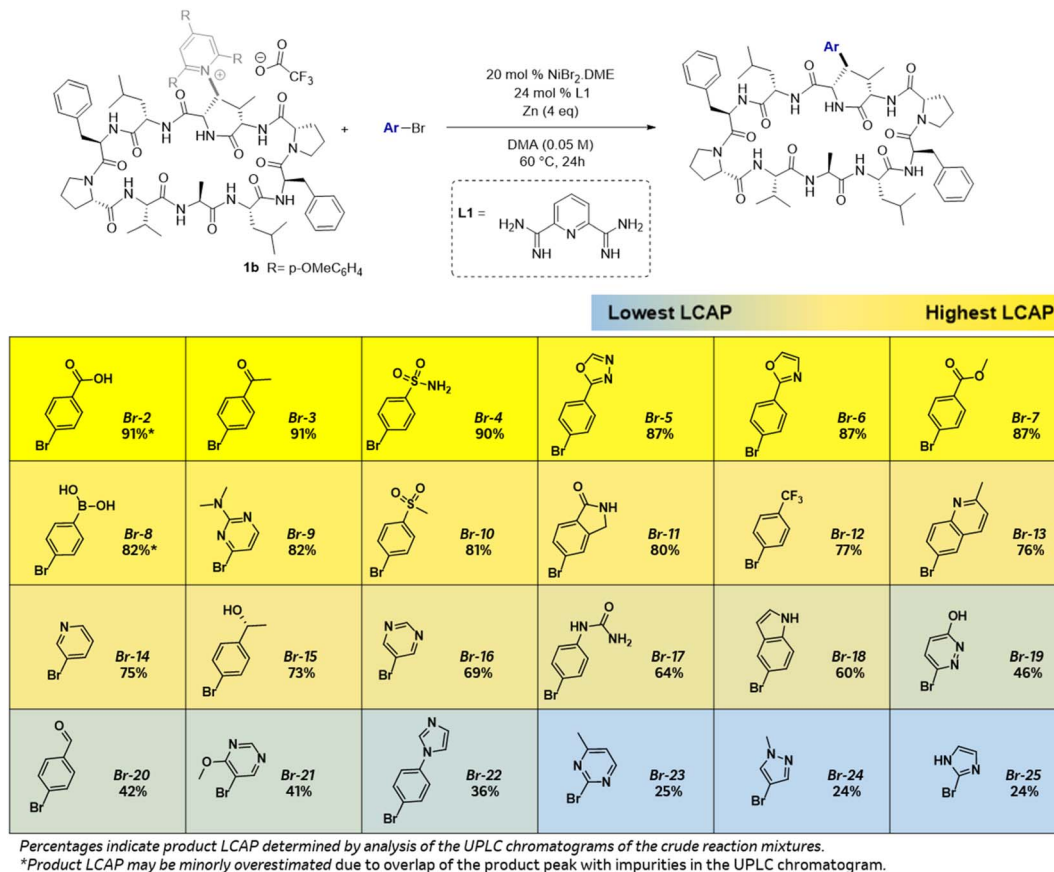 20 mol % NiBr₂.DME
24 mol % L1
Zn (4 eq)
DMA (0.05 M)
60 °C, 24h
+
Ar—Br
L1 =
1b R= p-OMeC₆H₄
Lowest LCAP
Highest LCAP
Br-2
91%*
Br-3
91%
Br-4
90%
Br-5
87%
Br-6
87%
Br-7
87%
Br-8
82%*
Br-9
82%
Br-10
81%
Br-11
80%
Br-12
77%
Br-13
76%
Br-14
75%
Br-15
73%
Br-16
69%
Br-17
64%
Br-18
60%
Br-19
46%
Br-20
42%
Br-21
41%
Br-22
36%
Br-23
25%
Br-24
24%
Br-25
24%
Percentages indicate product LCAP determined by analysis of the UPLC chromatograms of the crude reaction mixtures.
*Product LCAP may be minorly overestimated due to overlap of the product peak with impurities in the UPLC chromatogram.